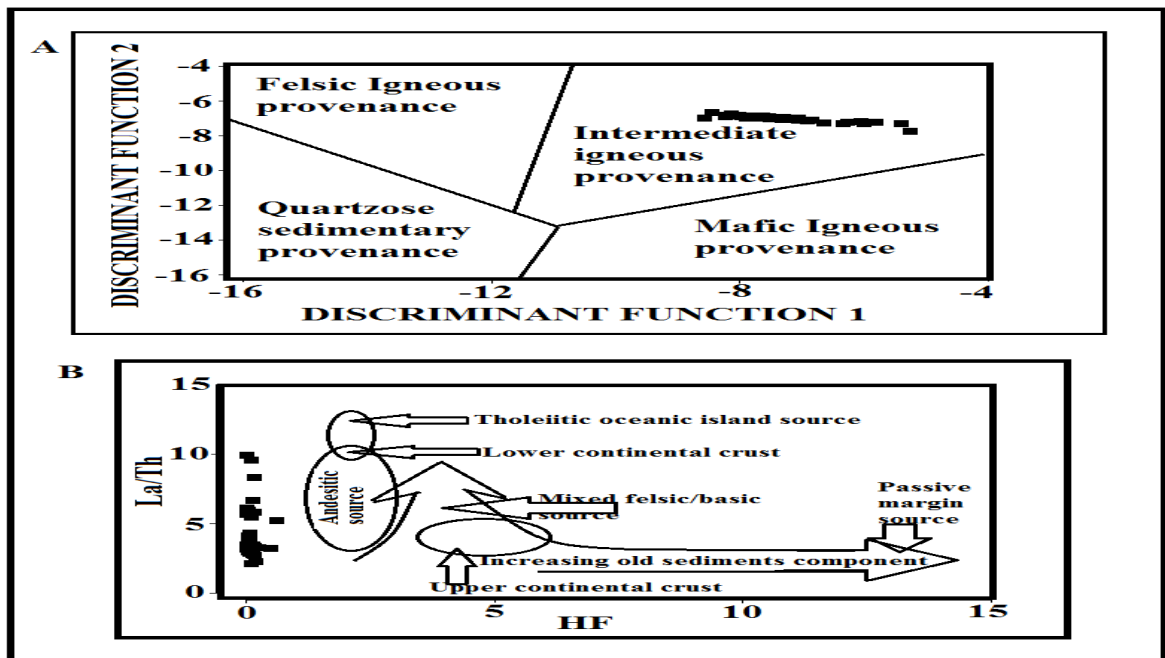 A
DISCRIMINANT FUNCTION 2
-4
-6
-8
-10
-12
-14
-16
Felsic Igneous
provenance
Intermediate
igneous
provenance
Quartzose
sedimentary
provenance
Mafic Igneous
provenance
-16
-12
-8
-4
DISCRIMINANT FUNCTION 1
B
La/Th
15
10
5
0
Tholeiitic oceanic island source
Lower continental crust
Andesitic
source
Mixed felsic/basic
source
Passive
margin
source
Increasing old sediments component
Upper continental crust
0
5
10
15
HF